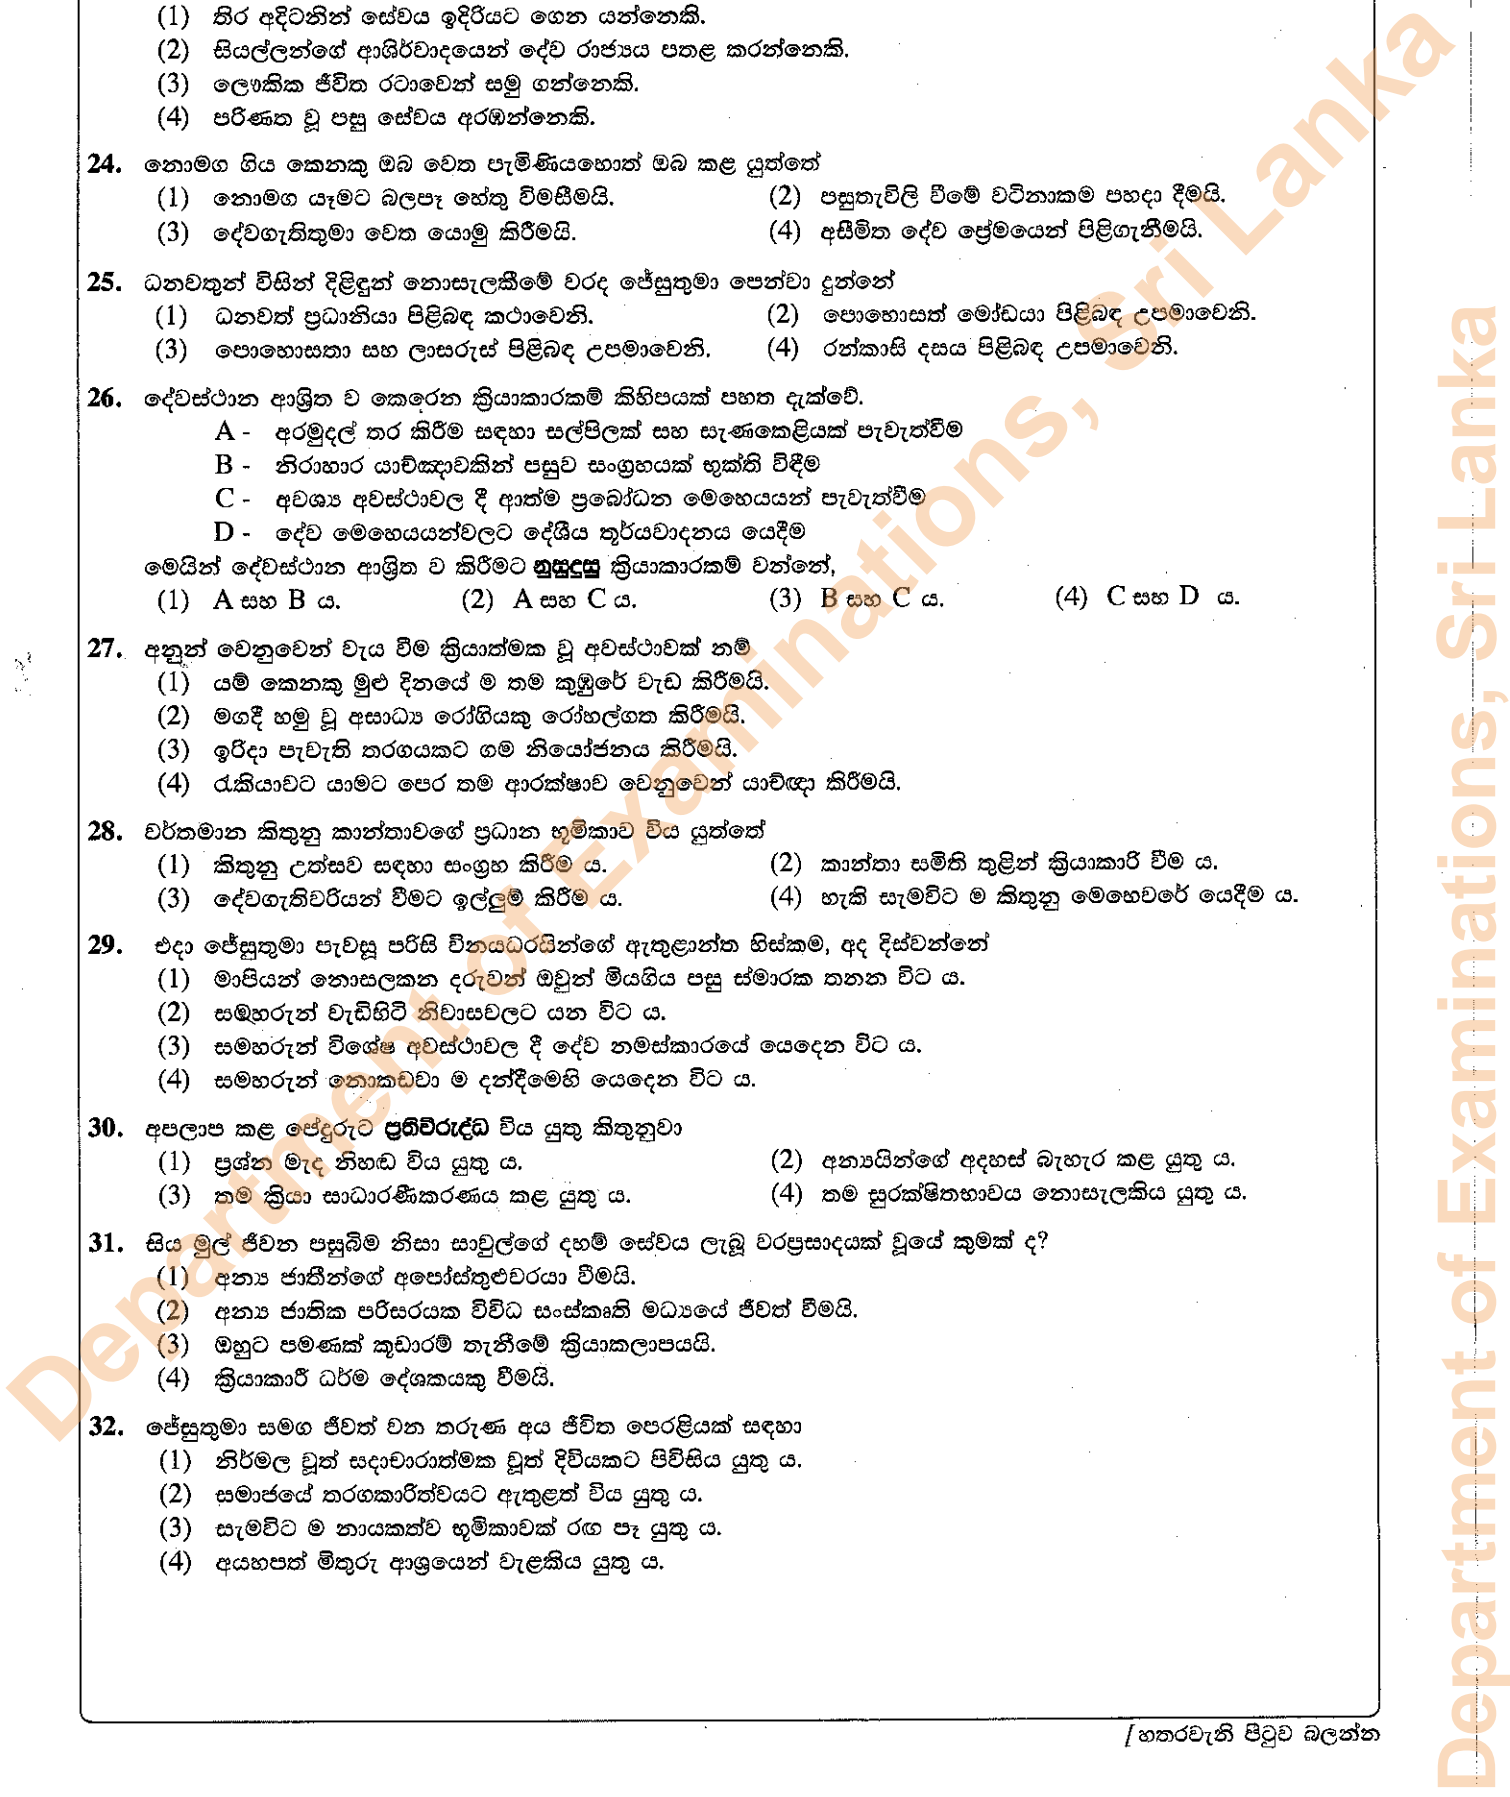 (1) තිර අදිටනින් සේවය ඉදිරියට ගෙන යන්නෙකි.
(2) සියල්ලන්ගේ ආශිර්වාදයෙන් දේව රාජ්‍යය පතළ කරන්නෙකි.
(3) ලෞකික ජීවිත රටාවෙන් සමු ගන්නෙකි.
(4) පරිණත වූ පසු සේවය අරඹන්නෙකි.
24. නොමග ගිය කෙනකු ඔබ වෙත පැමිණියහොත් ඔබ කළ යුත්තේ
(1) නොමග යෑමට බලපෑ හේතු විමසීමයි. (2) පසුතැවිලි වීමේ වටිනාකම පහදා දීමයි.
(3) දේවගැතිතුමා වෙත යොමු කිරීමයි. (4) අසීමිත දේව ප්‍රේමයෙන් පිළිගැනීමයි.
25. ධනවතුන් විසින් දිළිඳුන් නොසැලකීමේ වරද ජේසුතුමා පෙන්වා දුන්නේ
(1) ධනවත් ප්‍රධානියා පිළිබඳ කථාවෙනි. (2) පොහොසත් මෝඩයා පිළිබඳ උපමාවෙනි.
(3) පොහොසතා සහ ලාසරුස් පිළිබඳ උපමාවෙනි. (4) රන්කාසි දසය පිළිබඳ උපමාවෙනි.
26. දේවස්ථාන ආශ්‍රිත ව කෙරෙන ක්‍රියාකාරකම් කිහිපයක් පහත දැක්වේ.
A - අරමුදල් තර කිරීම සඳහා සල්පිලක් සහ සැණකෙළියක් පැවැත්වීම
B - නිරාහාර යාච්ඤාවකින් පසුව සංග්‍රහයක් භුක්ති විඳීම
C - අවශ්‍ය අවස්ථාවල දී ආත්ම ප්‍රබෝධන මෙහෙයයන් පැවැත්වීම
D - දේව මෙහෙයයන්වලට දේශීය තූර්යවාදනය යෙදීම
මෙයින් දේවස්ථාන ආශ්‍රිත ව කිරීමට නුසුදුසු ක්‍රියාකාරකම් වන්නේ,
(1) A සහ B ය. (2) A සහ C ය. (3) B සහ C ය. (4) C සහ D ය.
27. අනුන් වෙනුවෙන් වැය වීම ක්‍රියාත්මක වූ අවස්ථාවක් නම්
(1) යම් කෙනකු මුළු දිනයේ ම තම කුඹුරේ වැඩ කිරීමයි.
(2) මගදී හමු වූ අසාධ්‍ය රෝගියකු රෝහල්ගත කිරීමයි.
(3) ඉරිදා පැවැති තරගයකට ගම නියෝජනය කිරීමයි.
(4) රැකියාවට යාමට පෙර තම ආරක්ෂාව වෙනුවෙන් යාච්ඥා කිරීමයි.
28. වර්තමාන කිතුනු කාන්තාවගේ ප්‍රධාන භූමිකාව විය යුත්තේ
(1) කිතුනු උත්සව සඳහා සංග්‍රහ කිරීම ය. (2) කාන්තා සමිති තුළින් ක්‍රියාකාරි වීම ය.
(3) දේවගැතිවරියන් වීමට ඉල්ලුම් කිරීම ය. (4) හැකි සැමවිට ම කිතුනු මෙහෙවරේ යෙදීම ය.
29. එදා ජේසුතුමා පැවසූ පරිසි විනයධරයින්ගේ ඇතුළාන්ත හිස්කම, අද දිස්වන්නේ
(1) මාපියන් නොසලකන දරුවන් ඔවුන් මියගිය පසු ස්මාරක තනන විට ය.
(2) සමහරුන් වැඩිහිටි නිවාසවලට යන විට ය.
(3) සමහරුන් විශේෂ අවස්ථාවල දී දේව නමස්කාරයේ යෙදෙන විට ය.
(4) සමහරුන් නොකඩවා ම දන්දීමෙහි යෙදෙන විට ය.
30. අපලාප කළ පේදුරුට ප්‍රතිවිරුද්ධ විය යුතු කිතුනුවා
(1) ප්‍රශ්න මැද නිහඬ විය යුතු ය. (2) අන්‍යයින්ගේ අදහස් බැහැර කළ යුතු ය.
(3) තම ක්‍රියා සාධාරණීකරණය කළ යුතු ය. (4) තම සුරක්ෂිතභාවය නොසැලකිය යුතු ය.
31. සිය මුල් ජීවන පසුබිම නිසා සාවුල්ගේ දහම් සේවය ලැබූ වරප්‍රසාදයක් වූයේ කුමක් ද?
(1) අන්‍ය ජාතීන්ගේ අපෝස්තුළුවරයා වීමයි.
(2) අන්‍ය ජාතික පරිසරයක විවිධ සංස්කෘති මධ්‍යයේ ජීවත් වීමයි.
(3) ඔහුට පමණක් කූඩාරම් තැනීමේ ක්‍රියාකලාපයයි.
(4) ක්‍රියාකාරී ධර්ම දේශකයකු වීමයි.
32. ජේසුතුමා සමග ජීවත් වන තරුණ අය ජීවිත පෙරළියක් සඳහා
(1) නිර්මල වූත් සදාචාරාත්මක වූත් දිවියකට පිවිසිය යුතු ය.
(2) සමාජයේ තරගකාරිත්වයට ඇතුළත් විය යුතු ය.
(3) සැමවිට ම නායකත්ව භූමිකාවක් රඟ පෑ යුතු ය.
(4) අයහපත් මිතුරු ආශ්‍රයෙන් වැළකිය යුතු ය.
[හතරවැනි පිටුව බලන්න
Department of Examinations, Sri Lanka
Department of Examinations, Sri Lanka